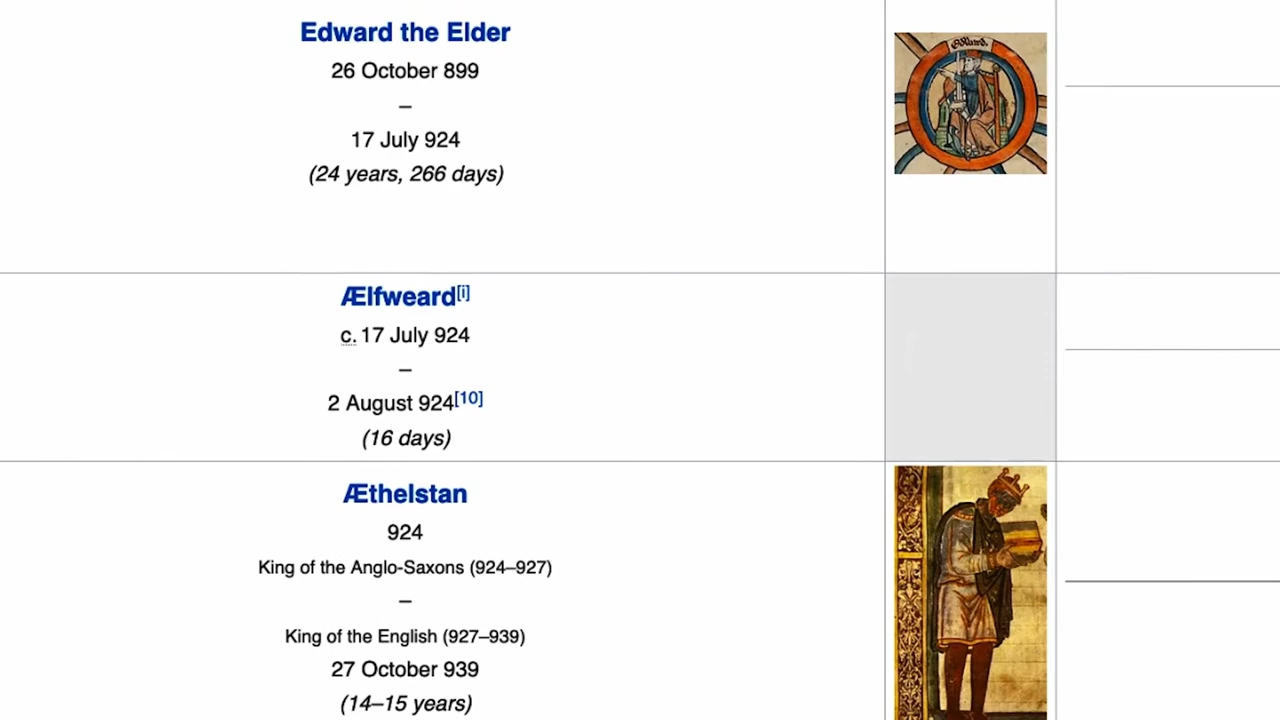 Edward the Elder
26 October 899
–
17 July 924
(24 years, 266 days)
Ælfweard[i]
c. 17 July 924
–
2 August 924[10]
(16 days)
Æthelstan
924
King of the Anglo-Saxons (924–927)
–
King of the English (927–939)
27 October 939
(14–15 years)